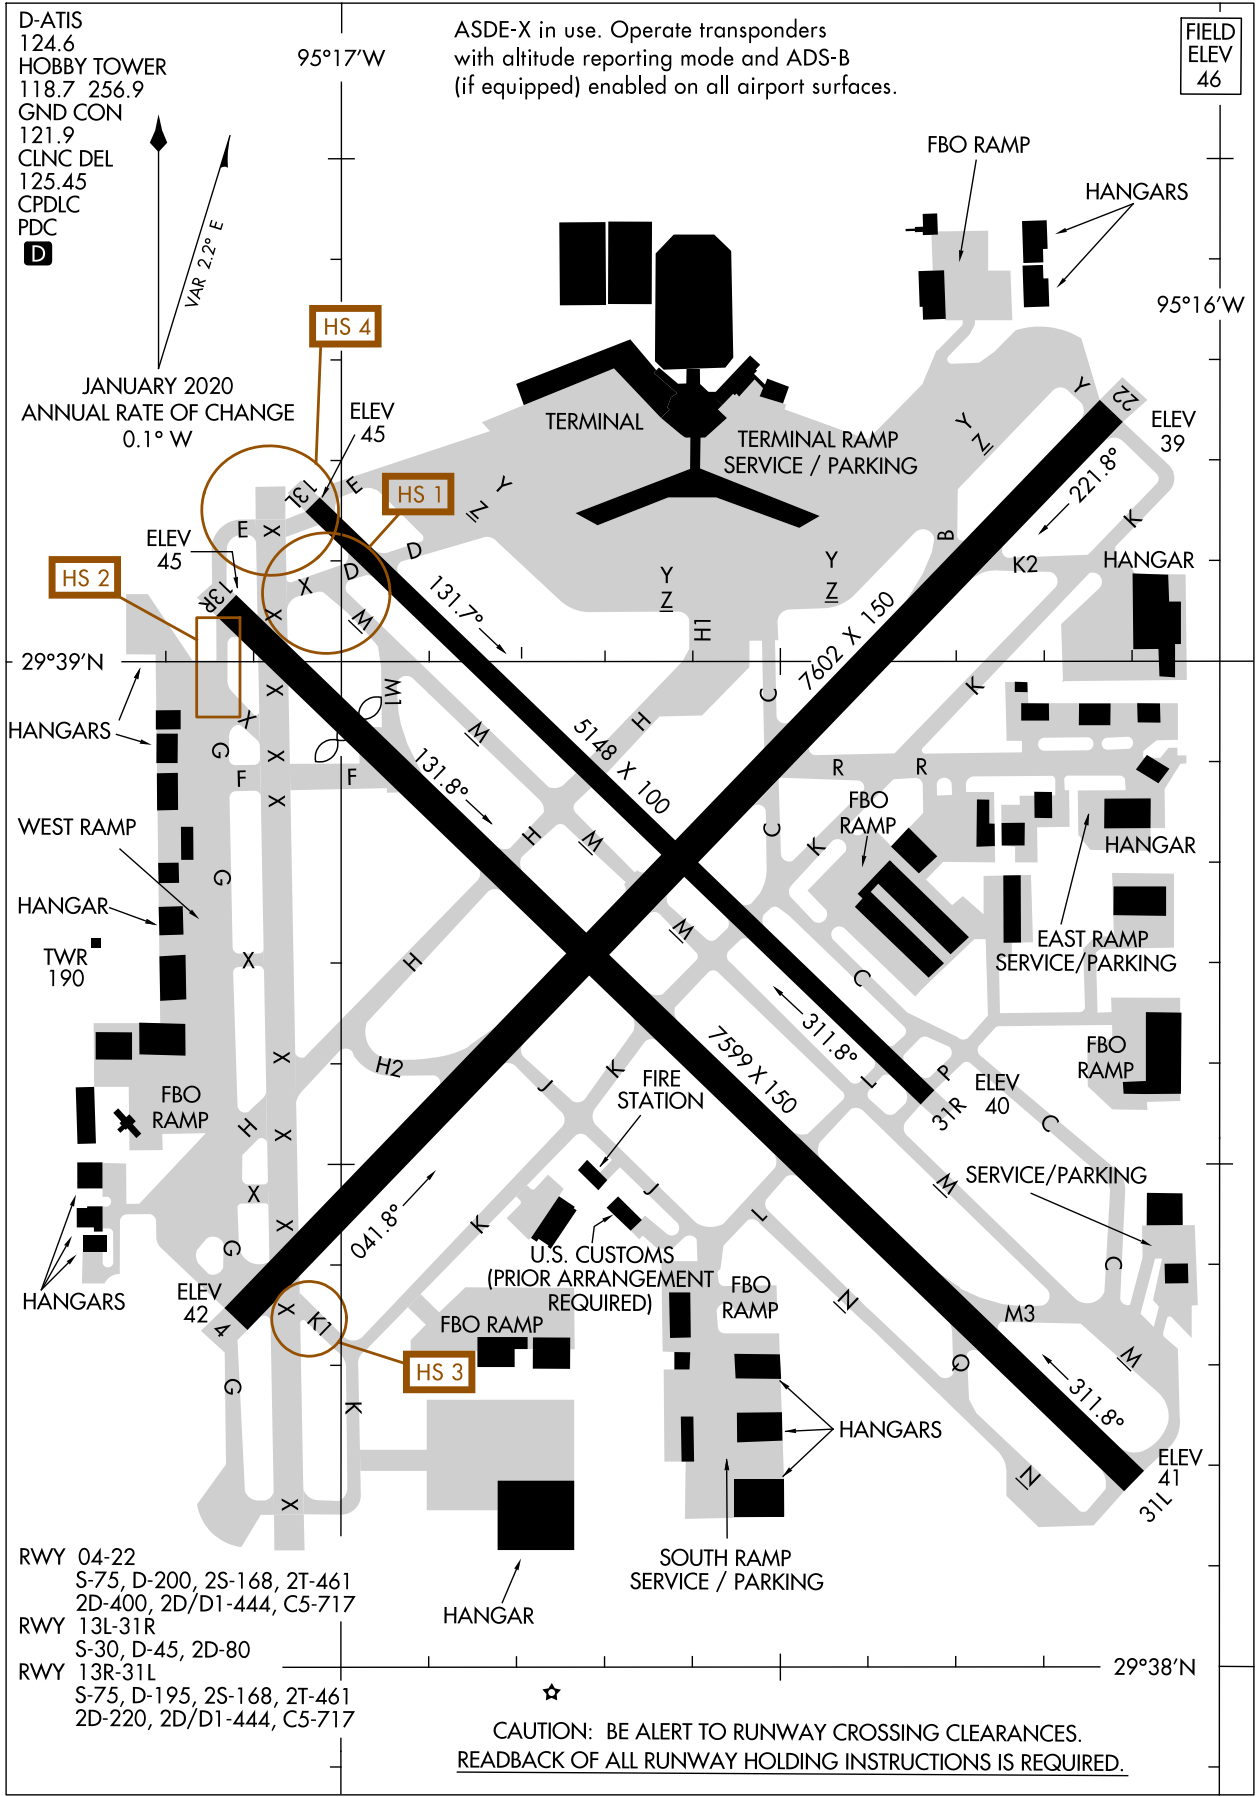 D-ATIS
124.6
HOBBY TOWER
118.7 256.9
GND CON
121.9
CLNC DEL
125.45
CPDLC
PDC
D
95°17'W
ASDE-X in use. Operate transponders
with altitude reporting mode and ADS-B
(if equipped) enabled on all airport surfaces.
FIELD
ELEV
46
VAR 2.2° E
JANUARY 2020
ANNUAL RATE OF CHANGE
0.1° W
FBO RAMP
HANGARS
95°16'W
HS 4
ELEV
45
TERMINAL
TERMINAL RAMP
SERVICE / PARKING
Y
22
ELEV
39
Y
Z
221.8°
13L
E
HS 1
Y
Z
E
X
ELEV
45
D
B
K
K2
HANGAR
HS 2
13R
X
D
X
W
131.7°
Y
Z
Y
Z
H1
7602 X 150
29°39'N
X
M1
C
K
HANGARS
X
G
X
M
H
5148 X 100
F
F
X
131.8°
R
R
FBO
RAMP
WEST RAMP
H
M
C
K
HANGAR
G
HANGAR
M
TWR
190
X
H
C
EAST RAMP
SERVICE/PARKING
X
H2
J
K
7599 X 150
311.8°
FIRE
STATION
L
P
31R
ELEV
40
FBO
RAMP
FBO
RAMP
H
X
C
X
J
M
SERVICE/PARKING
G
X
041.8°
K
L
C
U.S. CUSTOMS
(PRIOR ARRANGEMENT
REQUIRED)
FBO
RAMP
HANGARS
ELEV
42
4
X
K1
FBO RAMP
N
M3
HS 3
G
K
Q
M
311.8°
HANGARS
ELEV
41
N
31L
X
RWY 04-22
S-75, D-200, 2S-168, 2T-461
2D-400, 2D/D1-444, C5-717
RWY 13L-31R
S-30, D-45, 2D-80
RWY 13R-31L
S-75, D-195, 2S-168, 2T-461
2D-220, 2D/D1-444, C5-717
HANGAR
SOUTH RAMP
SERVICE / PARKING
29°38'N
CAUTION: BE ALERT TO RUNWAY CROSSING CLEARANCES.
READBACK OF ALL RUNWAY HOLDING INSTRUCTIONS IS REQUIRED.